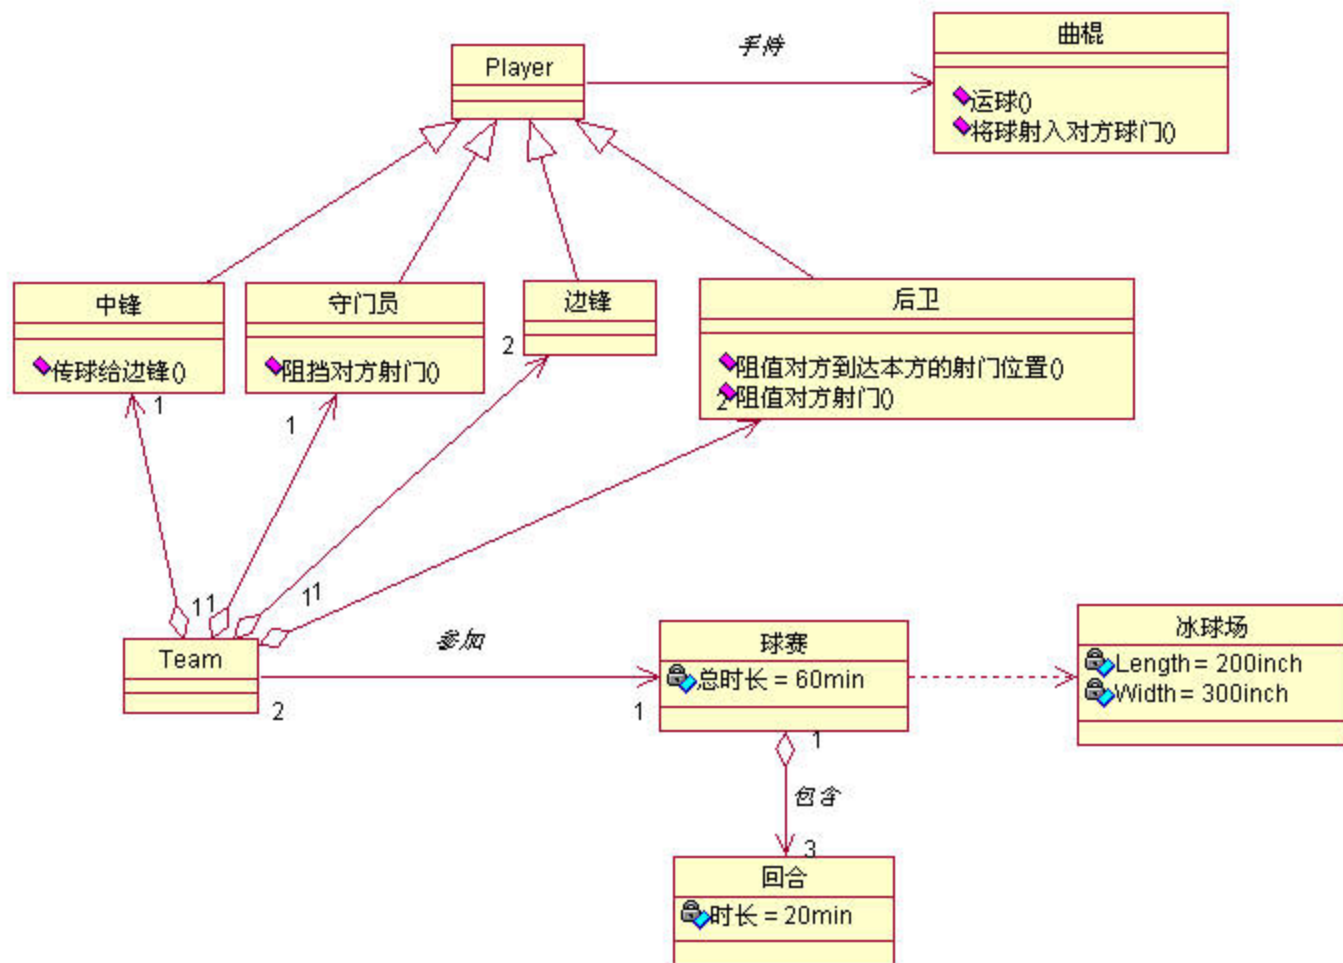 手持
曲棍
Player
运球()
将球射入对方球门()
中锋
守门员
边锋
后卫
传球给边锋()
阻挡对方射门()
2
阻值对方到达本方的射门位置()
2
阻值对方射门()
1
1
1
1
1
1
Team
参加
球赛
冰球场
总时长 = 60min
Length = 200inch
Width = 300inch
2
1
1
包含
3
回合
时长 = 20min